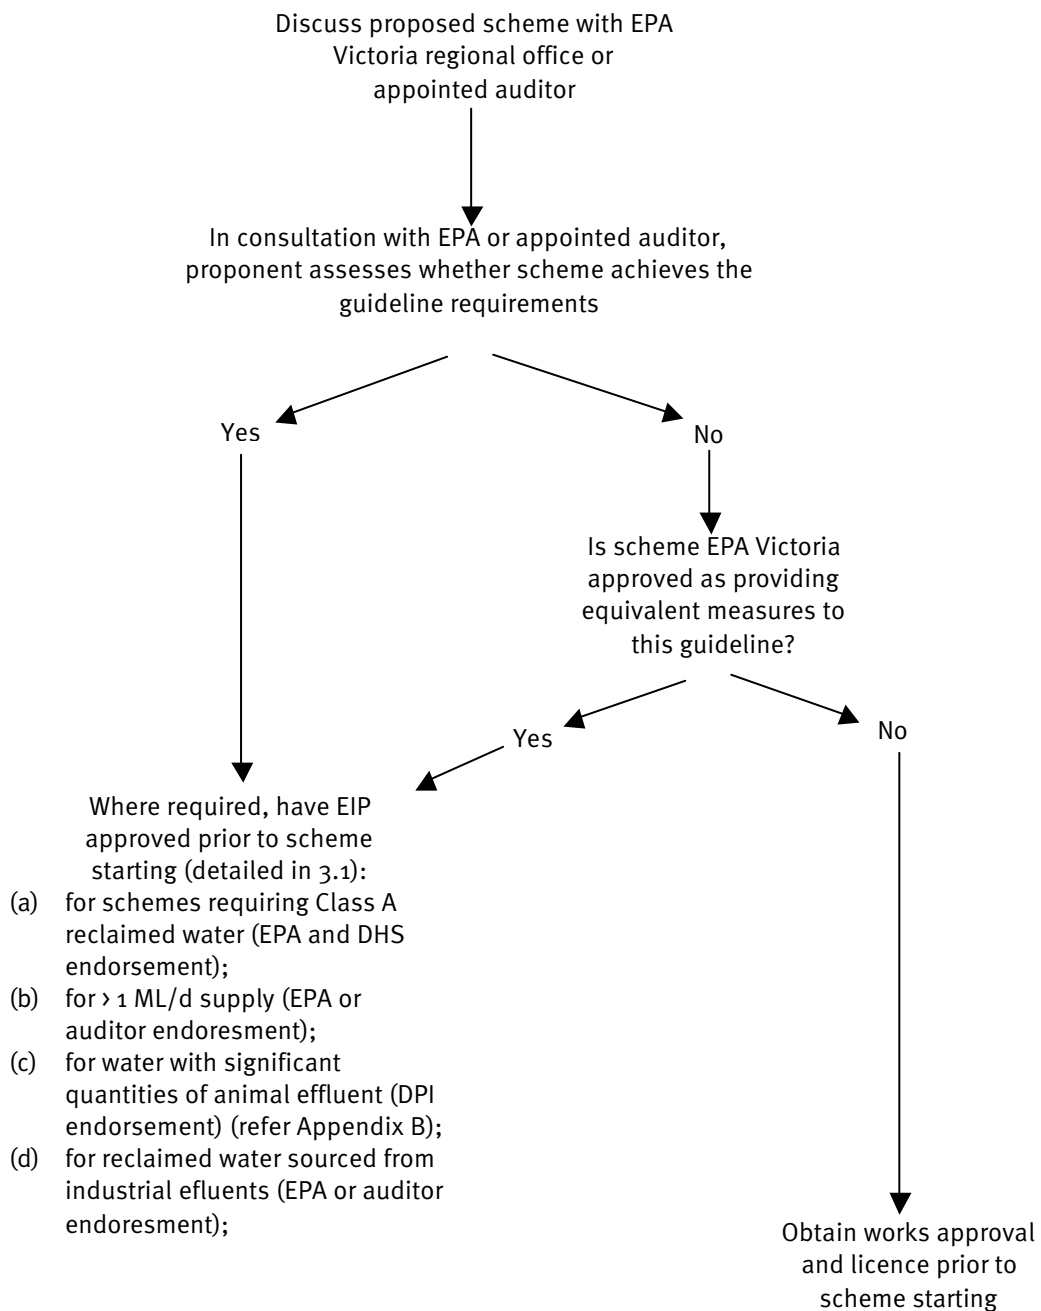 Discuss proposed scheme with EPA
Victoria regional office or
appointed auditor
In consultation with EPA or appointed auditor,
proponent assesses whether scheme achieves the
guideline requirements
Yes
No
Is scheme EPA Victoria
approved as providing
equivalent measures to
this guideline?
Yes
No
Where required, have EIP
approved prior to scheme
starting (detailed in 3.1):
(a) for schemes requiring Class A
reclaimed water (EPA and DHS
endorsement);
(b) for > 1 ML/d supply (EPA or
auditor endoresment);
(c) for water with significant
quantities of animal effluent (DPI
endorsement) (refer Appendix B);
(d) for reclaimed water sourced from
industrial efluents (EPA or auditor
endoresment);
Obtain works approval
and licence prior to
scheme starting